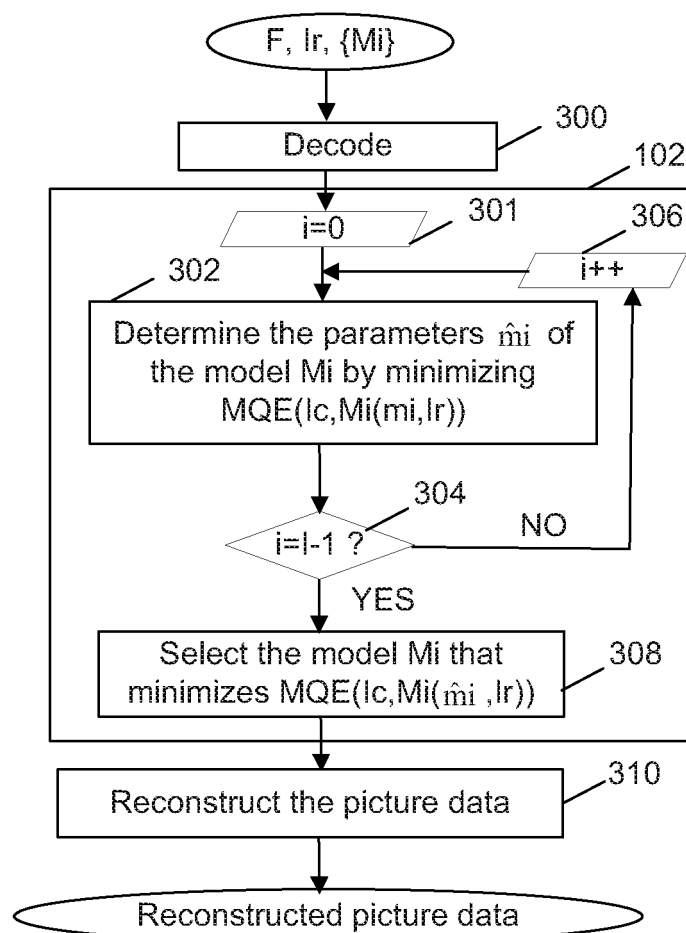 F, Ir, {Mi}
300
Decode
102
301
i=0
306
i++
302
Determine the parameters m̂i of
the model Mi by minimizing
MQE(Ic,Mi(mi,Ir))
304
i=I-1 ?
NO
YES
Select the model Mi that
minimizes MQE(Ic,Mi(m̂i ,Ir))
308
310
Reconstruct the picture data
Reconstructed picture data